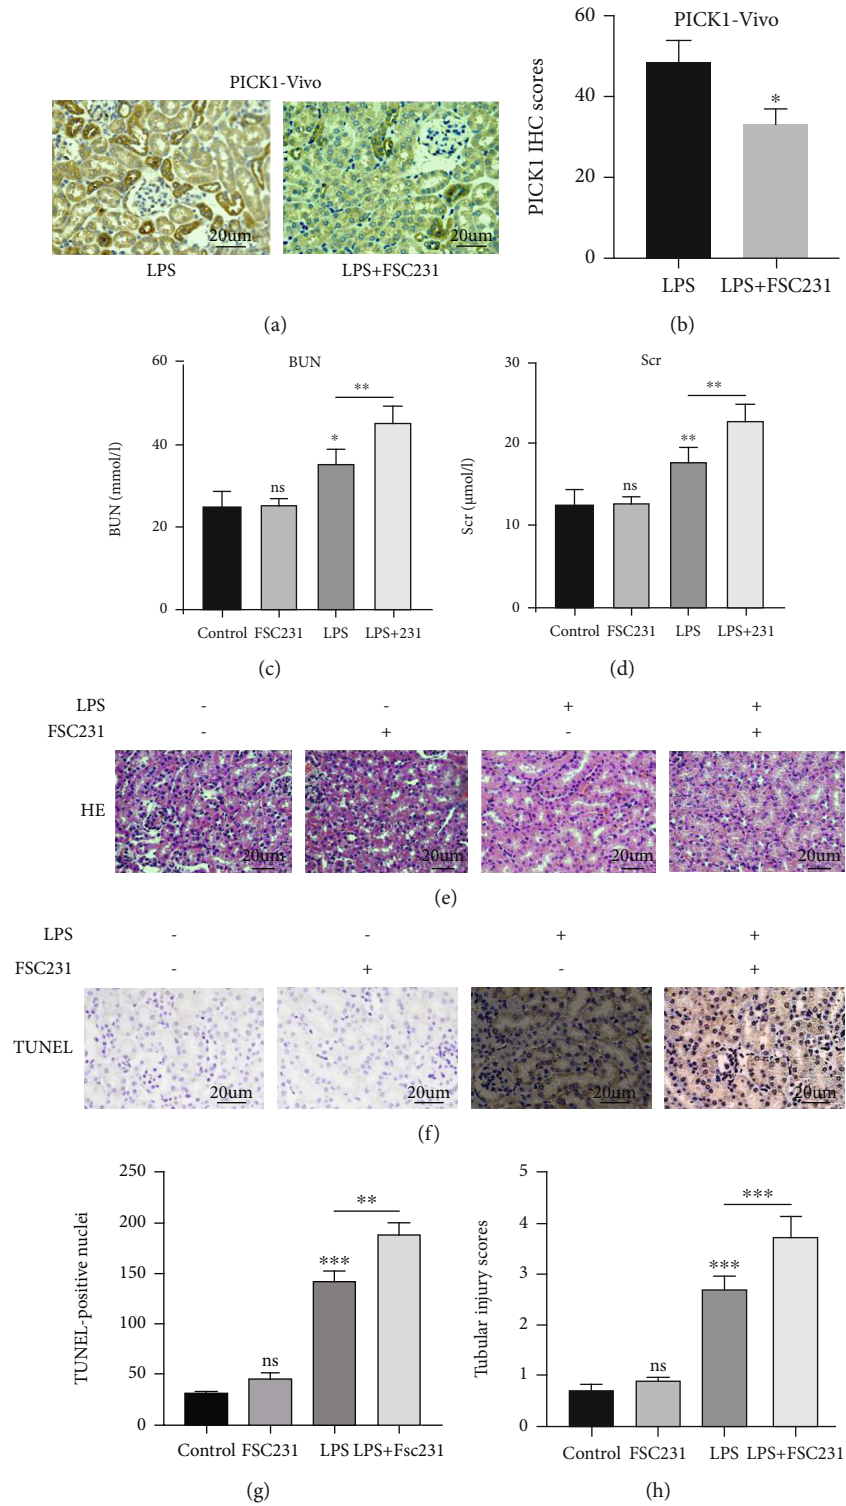 PICK1-Vivo
20um
20um
LPS
LPS+FSC231
(a)
PICK1-Vivo
60
40
20
0
PICK1 IHC scores
*
LPS
LPS+FSC231
(b)
BUN
60
40
20
0
BUN (mmol/l)
ns
*
**
Control
FSC231
LPS
LPS+231
(c)
Scr
30
20
10
0
Scr (μmol/l)
ns
**
**
Control
FSC231
LPS
LPS+231
(d)
LPS - - + +
FSC231 - + - +
HE
20um
20um
20um
20um
(e)
LPS - - + +
FSC231 - + - +
TUNEL
20um
20um
20um
20um
(f)
250
200
150
100
50
0
TUNEL-positive nuclei
ns
***
**
Control
FSC231
LPS
LPS+Fsc231
(g)
5
4
3
2
1
0
Tubular injury scores
ns
***
***
Control
FSC231
LPS
LPS+FSC231
(h)